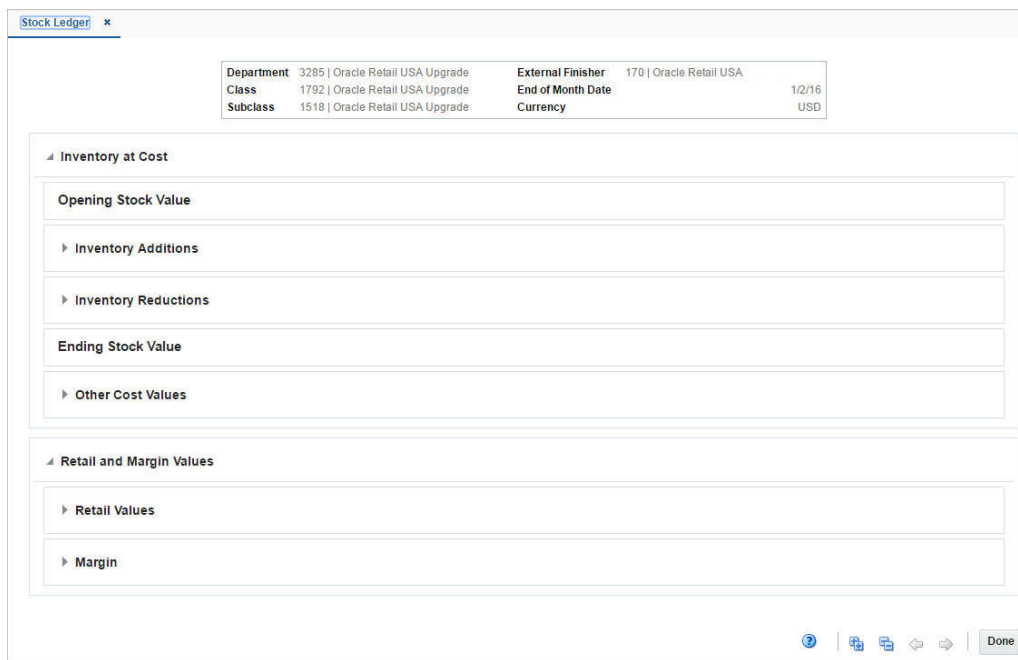 Stock Ledger
Department 3285 | Oracle Retail USA Upgrade External Finisher 170 | Oracle Retail USA
Class 1792 | Oracle Retail USA Upgrade End of Month Date 1/2/16
Subclass 1518 | Oracle Retail USA Upgrade Currency USD
Inventory at Cost
Opening Stock Value
Inventory Additions
Inventory Reductions
Ending Stock Value
Other Cost Values
Retail and Margin Values
Retail Values
Margin
Done